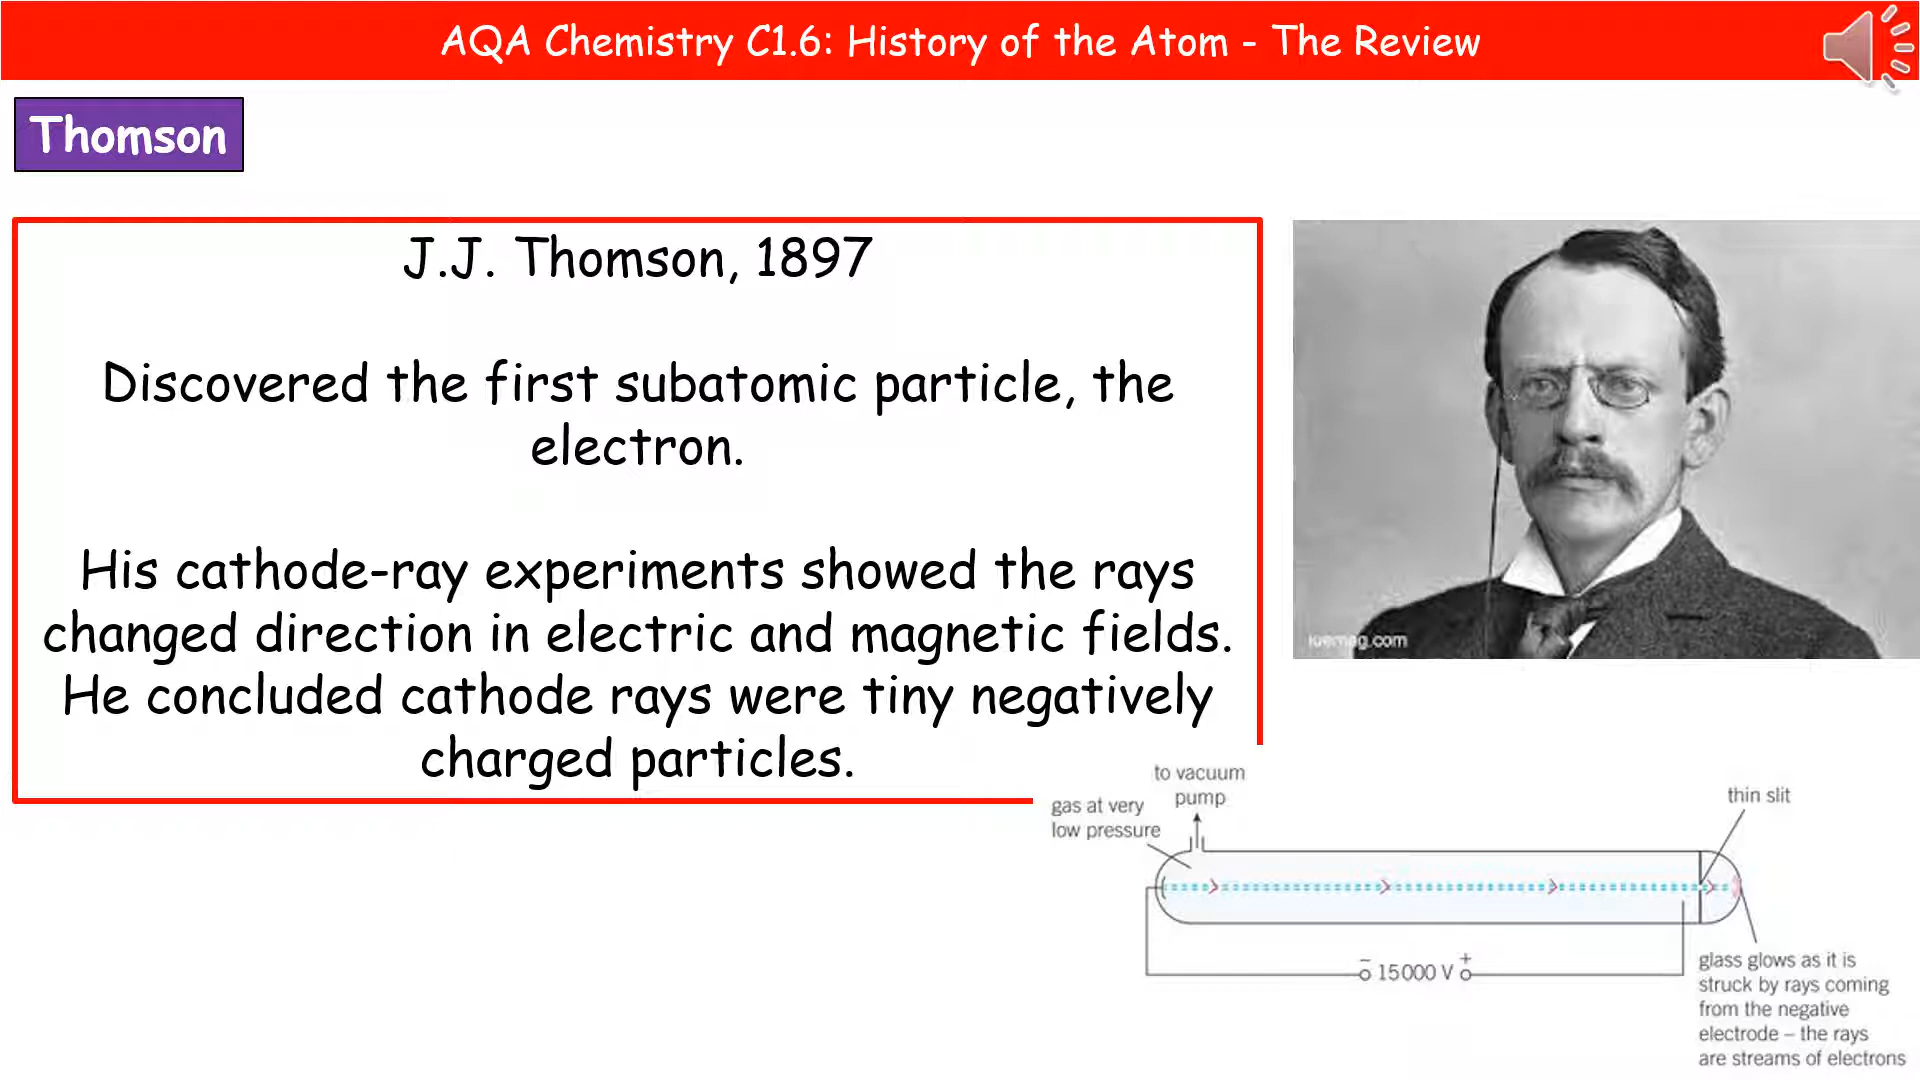 AQA Chemistry C1.6: History of the Atom - The Review
Thomson
J.J. Thomson, 1897
Discovered the first subatomic particle, the
electron.
His cathode-ray experiments showed the rays
changed direction in electric and magnetic fields.
He concluded cathode rays were tiny negatively
charged particles.
to vacuum
pump
gas at very
low pressure
thin slit
− 15 000 V +
glass glows as it is
struck by rays coming
from the negative
electrode – the rays
are streams of electrons